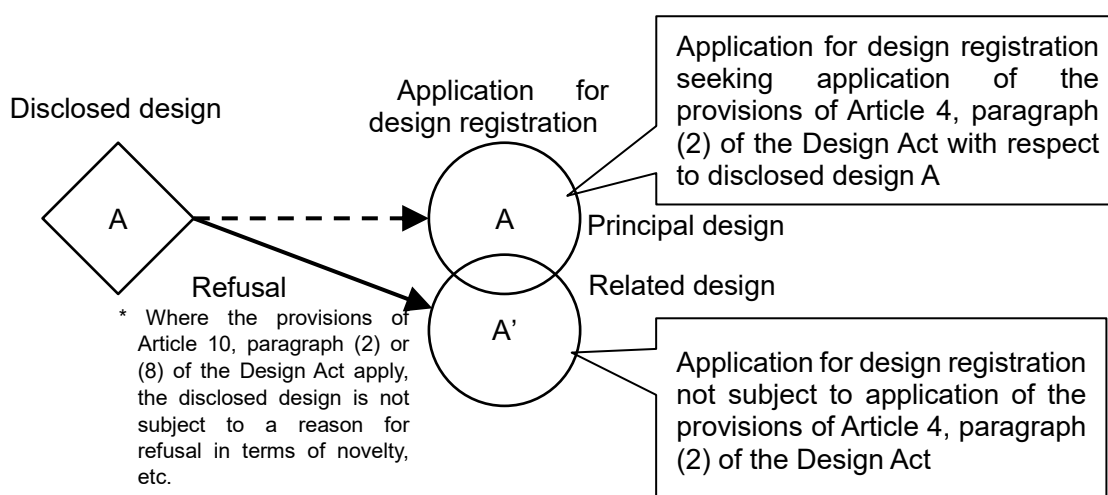 Disclosed design
A
Application for
design registration
A
Principal design
Application for design registration
seeking application of the
provisions of Article 4, paragraph
(2) of the Design Act with respect
to disclosed design A
Refusal
* Where the provisions of
Article 10, paragraph (2) or
(8) of the Design Act apply,
the disclosed design is not
subject to a reason for
refusal in terms of novelty,
etc.
Related design
A’
Application for design registration
not subject to application of the
provisions of Article 4, paragraph
(2) of the Design Act